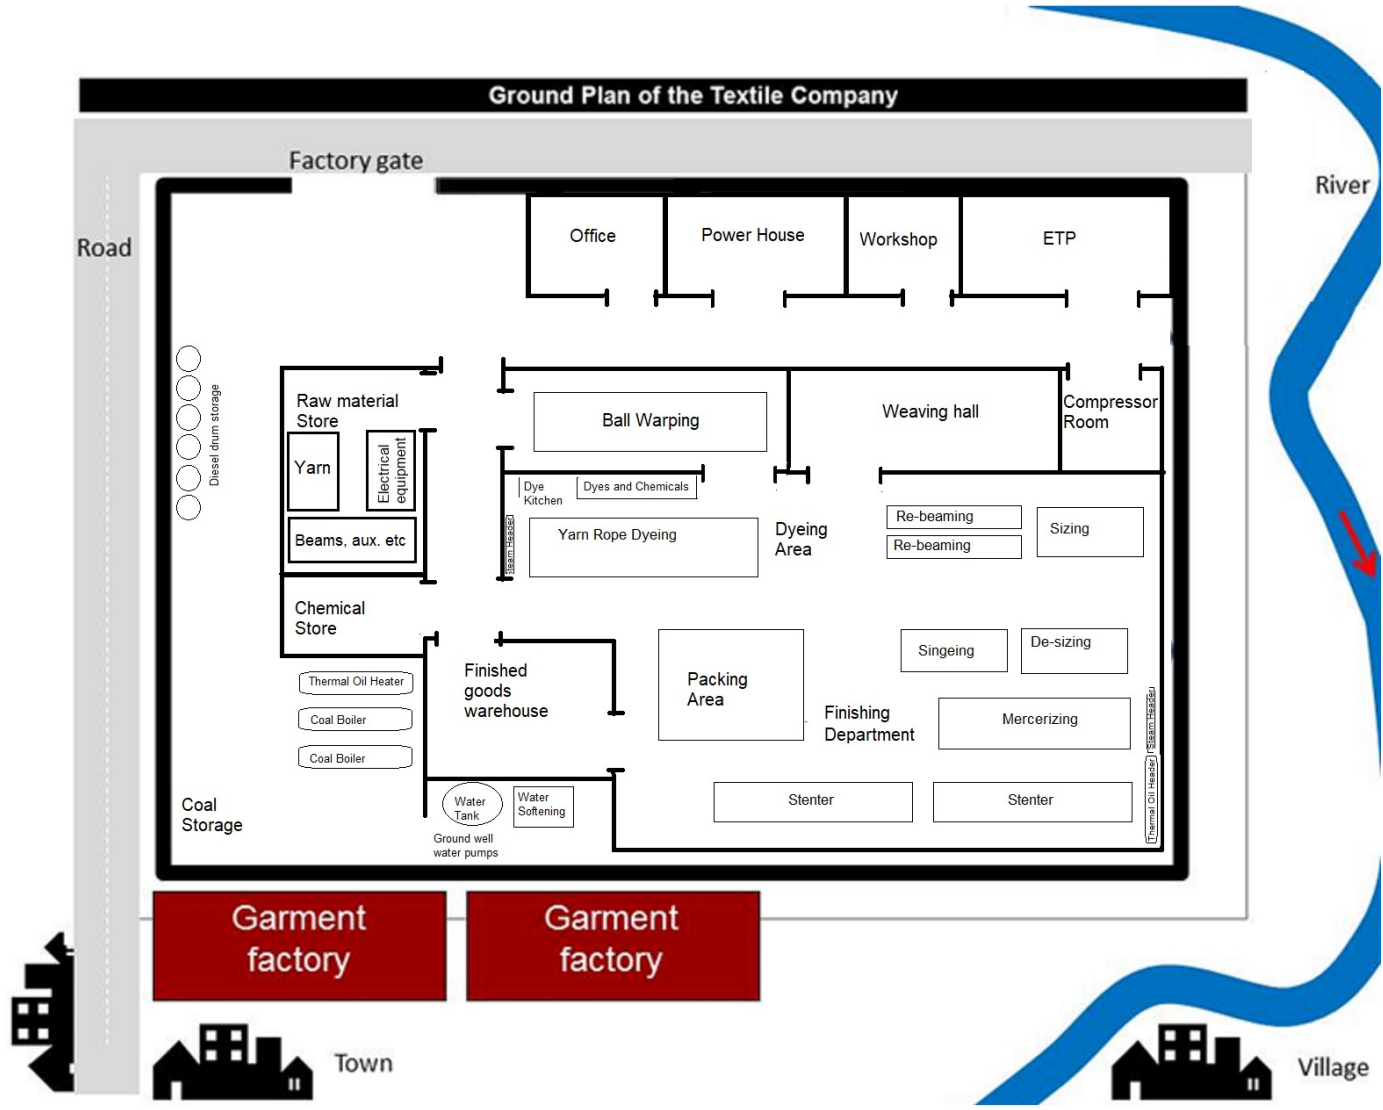 Ground Plan of the Textile Company
Factory gate
River
Road
Office
Power House
Workshop
ETP
Diesel drum storage
Raw material
Store
Yarn
Electrical
equipment
Beams, aux. etc
Ball Warping
Weaving hall
Compressor
Room
Dye
Kitchen
Dyes and Chemicals
Steam Header
Yarn Rope Dyeing
Dyeing
Area
Re-beaming
Re-beaming
Sizing
Chemical
Store
Thermal Oil Heater
Coal Boiler
Coal Boiler
Finished
goods
warehouse
Packing
Area
Singeing
De-sizing
Finishing
Department
Mercerizing
Steam Header
Thermal Oil Header
Stenter
Stenter
Coal
Storage
Water
Tank
Water
Softening
Ground well
water pumps
Garment
factory
Garment
factory
Town
Village